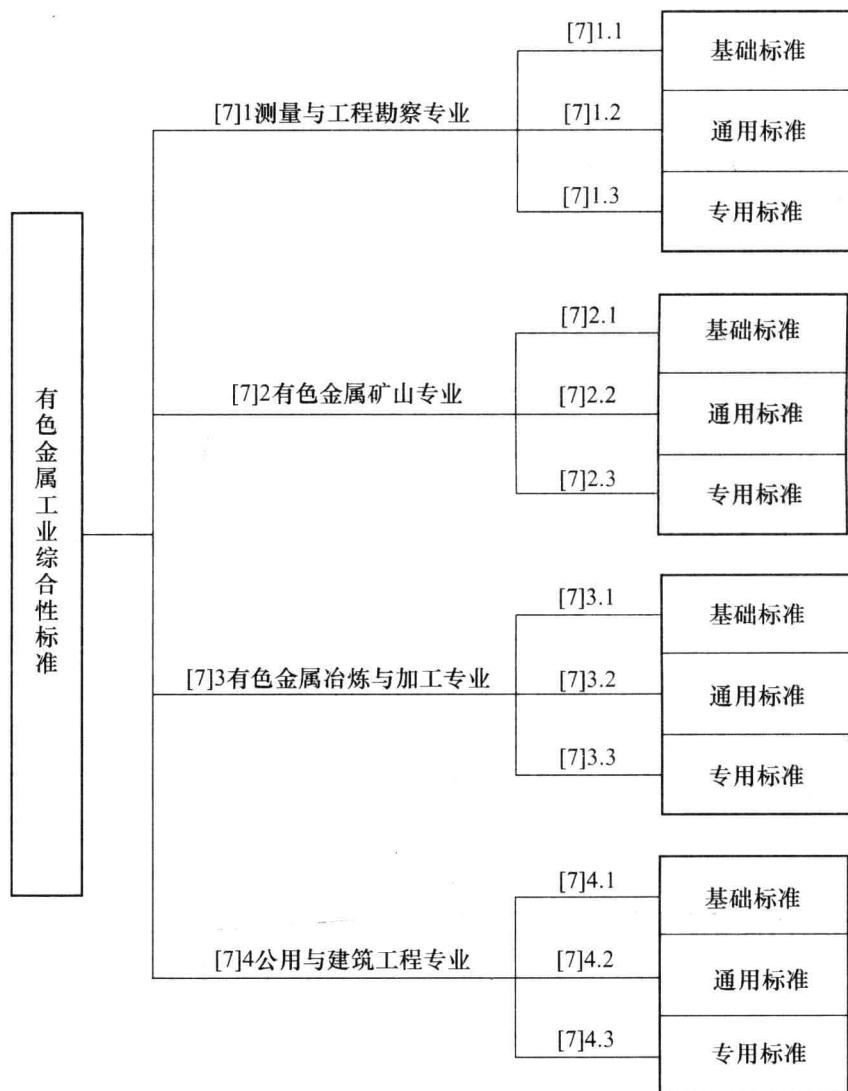 有色金属工业综合性标准
[7]1测量与工程勘察专业
[7]1.1
基础标准
[7]1.2
通用标准
[7]1.3
专用标准
[7]2有色金属矿山专业
[7]2.1
基础标准
[7]2.2
通用标准
[7]2.3
专用标准
[7]3有色金属冶炼与加工专业
[7]3.1
基础标准
[7]3.2
通用标准
[7]3.3
专用标准
[7]4公用与建筑工程专业
[7]4.1
基础标准
[7]4.2
通用标准
[7]4.3
专用标准